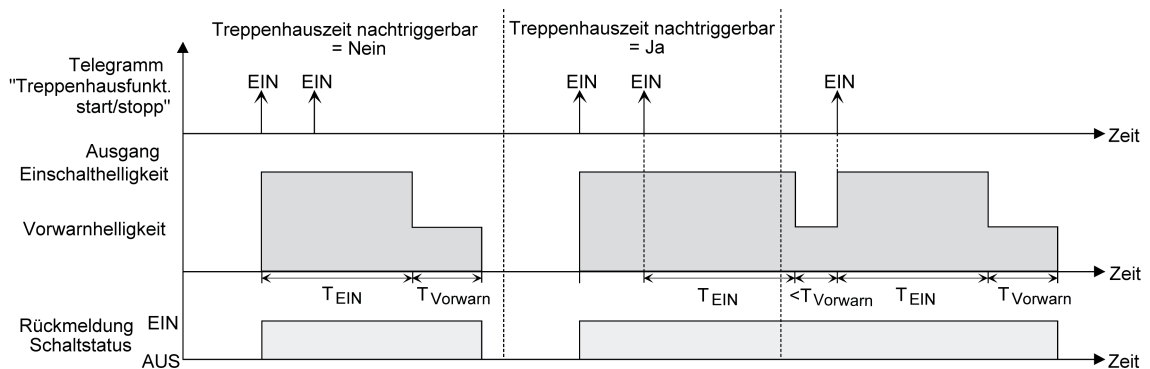 Treppenhauszeit nachtriggerbar
= Nein
Treppenhauszeit nachtriggerbar
= Ja
Telegramm
"Treppenhausfunkt.
start/stopp"
EIN
EIN
EIN
EIN
EIN
Zeit
Ausgang
Einschalthelligkeit
Vorwarnhelligkeit
Zeit
TEIN
TVorwarn
TEIN
<TVorwarn
TEIN
TVorwarn
Rückmeldung
Schaltstatus
EIN
AUS
Zeit